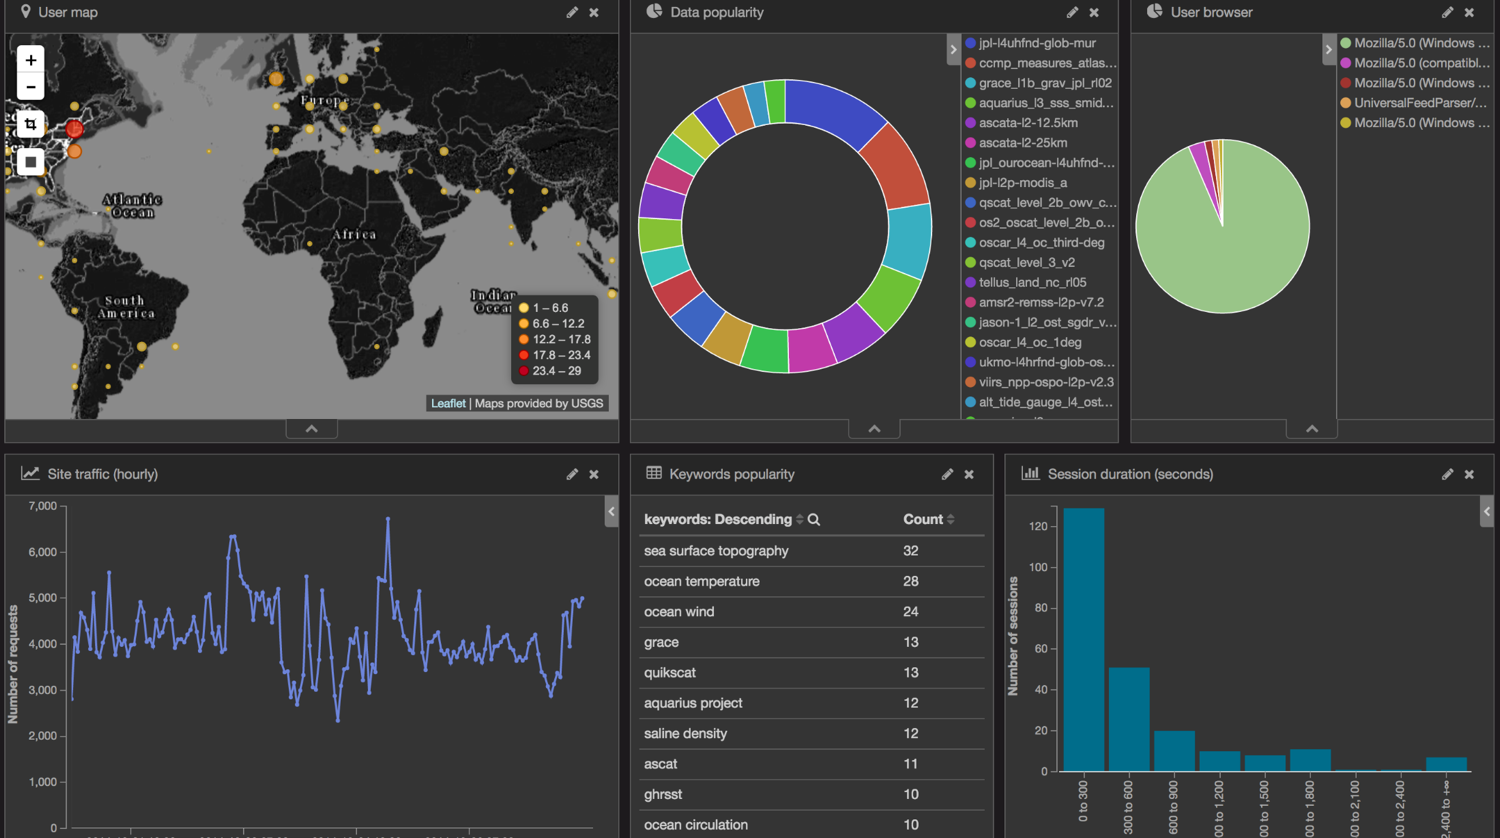 User map
+
−
Europe
Atlantic
Ocean
Africa
South
America
Indian
Ocean
1 – 6.6
6.6 – 12.2
12.2 – 17.8
17.8 – 23.4
23.4 – 29
Leaflet | Maps provided by USGS
Data popularity
jpl-l4uhfnd-glob-mur
ccmp_measures_atlas...
grace_l1b_grav_jpl_rl02
aquarius_l3_sss_smid...
ascata-l2-12.5km
ascata-l2-25km
jpl_ourocean-l4uhfnd-...
jpl-l2p-modis_a
qscat_level_2b_owv_c...
os2_oscat_level_2b_o...
oscar_l4_oc_third-deg
qscat_level_3_v2
tellus_land_nc_rl05
amsr2-remss-l2p-v7.2
jason-1_l2_ost_sgdr_v...
oscar_l4_oc_1deg
ukmo-l4hrfnd-glob-os...
viirs_npp-ospo-l2p-v2.3
alt_tide_gauge_l4_ost...
User browser
Mozilla/5.0 (Windows ...
Mozilla/5.0 (compatibl...
Mozilla/5.0 (Windows ...
UniversalFeedParser/...
Mozilla/5.0 (Windows ...
Site traffic (hourly)
Number of requests
7,000
6,000
5,000
4,000
3,000
2,000
1,000
0
Keywords popularity
keywords: Descending Count
sea surface topography 32
ocean temperature 28
ocean wind 24
grace 13
quikscat 13
aquarius project 12
saline density 12
ascat 11
ghrsst 10
ocean circulation 10
Session duration (seconds)
Number of sessions
120
100
80
60
40
20
0
0 to 300
300 to 600
600 to 900
00 to 1,200
00 to 1,500
00 to 1,800
00 to 2,100
00 to 2,400
2,400 to +∞